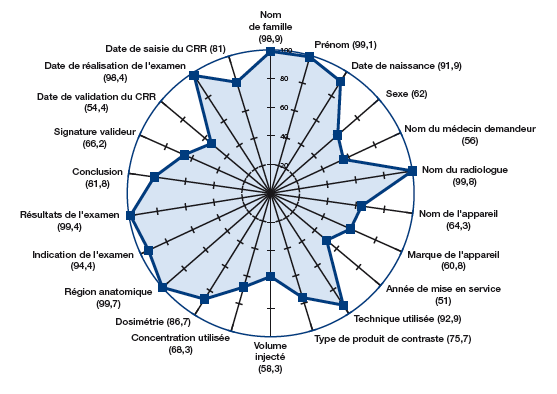 Nom
de famille
(98,9)
Prénom (99,1)
Date de naissance (91,9)
Sexe (62)
Nom du médecin demandeur
(56)
Nom du radiologue
(99,8)
Nom de l'appareil
(64,3)
Marque de l'appareil
(60,8)
Année de mise en service
(51)
Technique utilisée (92,9)
Type de produit de contraste (75,7)
Volume
injecté
(58,3)
Concentration utilisée
(68,3)
Dosimétrie (86,7)
Région anatomique
(99,7)
Indication de l'examen
(94,4)
Résultats de l'examen
(99,4)
Conclusion
(81,8)
Signature valideur
(66,2)
Date de validation du CRR
(54,4)
Date de réalisation de l'examen
(98,4)
Date de saisie du CRR (81)
100
80
60
40
20